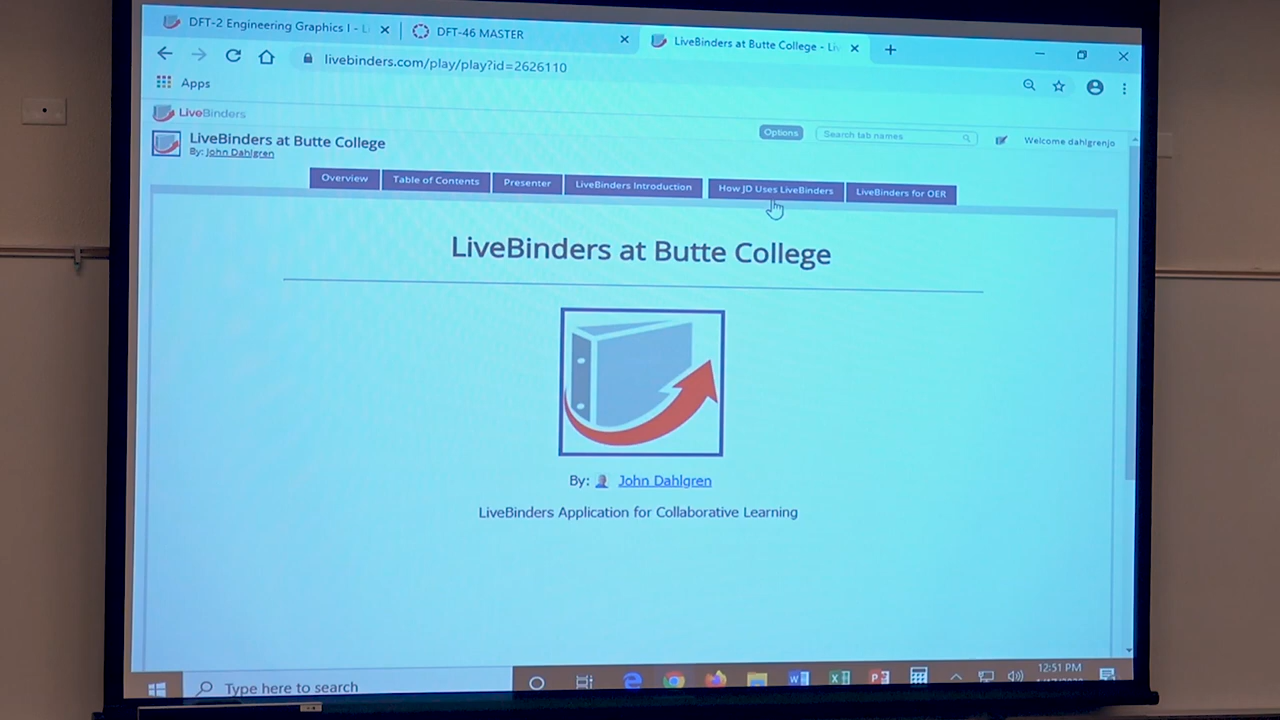 DFT-2 Engineering Graphics I - L
DFT-46 MASTER
LiveBinders at Butte College - Liv
livebinders.com/play/play?id=2626110
Apps
LiveBinders
LiveBinders at Butte College
By: John Dahlgren
Options
Search tab names
Welcome dahlgrenjo
Overview
Table of Contents
Presenter
LiveBinders Introduction
How JD Uses LiveBinders
LiveBinders for OER
LiveBinders at Butte College
By: John Dahlgren
LiveBinders Application for Collaborative Learning
Type here to search
12:51 PM